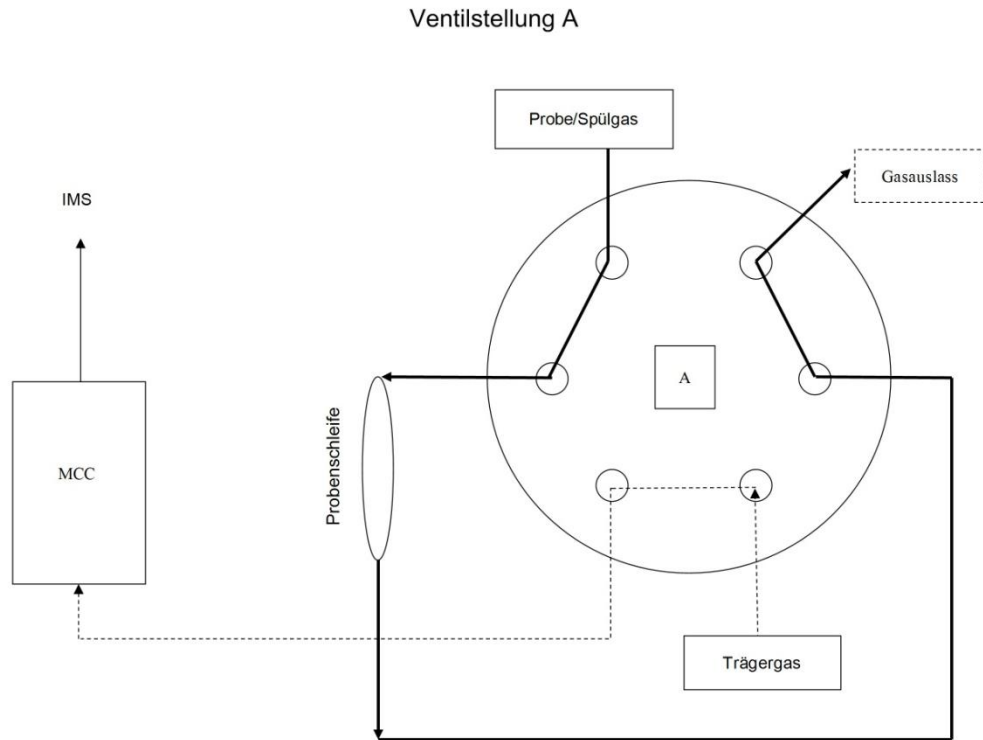 Ventilstellung A
Probe/Spülgas
Gasauslass
IMS
A
MCC
Probenschleife
Trägergas